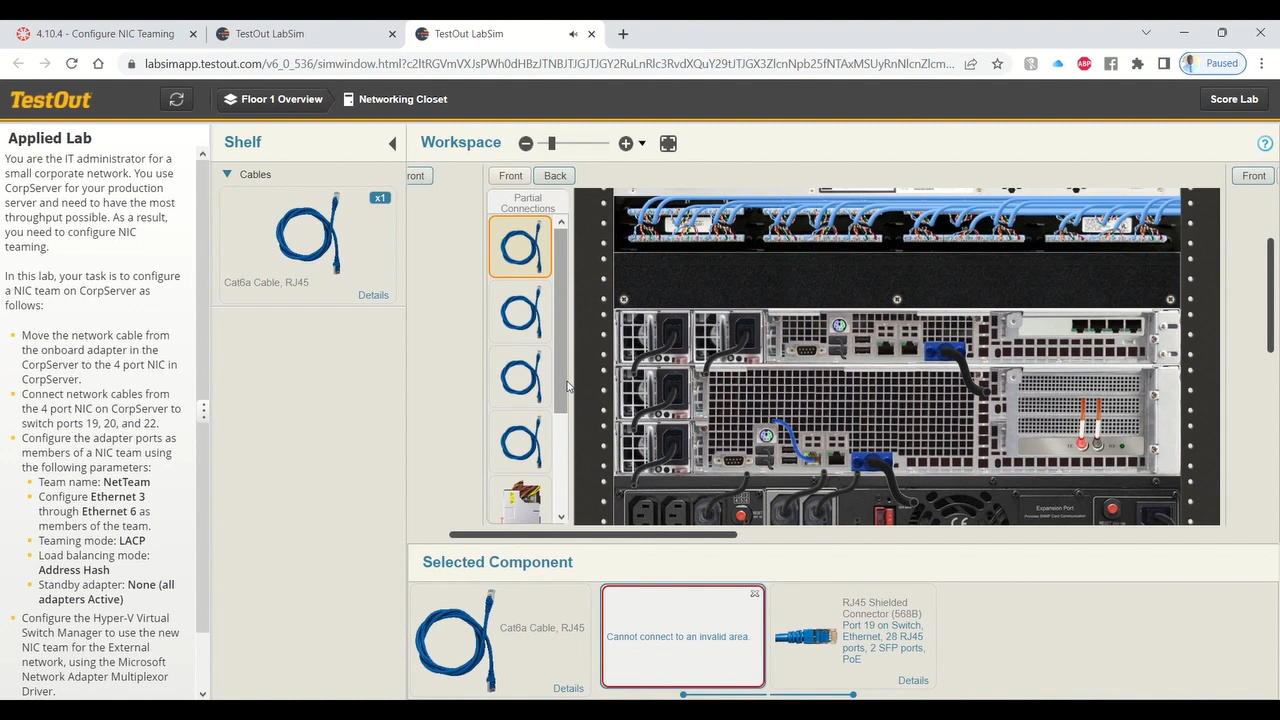 4.10.4 - Configure NIC Teaming
TestOut LabSim
TestOut LabSim
labsimapp.testout.com/v6_0_536/simwindow.html?
Paused
TestOut
Floor 1 Overview
Networking Closet
Score Lab
Applied Lab
You are the IT administrator for a
small corporate network. You use
CorpServer for your production
server and need to have the most
throughput possible. As a result,
you need to configure NIC
teaming.
In this lab, your task is to configure
a NIC team on CorpServer as
follows:
Move the network cable from
the onboard adapter in the
CorpServer to the 4 port NIC in
CorpServer.
Connect network cables from
the 4 port NIC on CorpServer to
switch ports 19, 20, and 22.
Configure the adapter ports as
members of a NIC team using
the following parameters:
Team name: NetTeam
Configure Ethernet 3
through Ethernet 6 as
members of the team.
Teaming mode: LACP
Load balancing mode:
Address Hash
Standby adapter: None (all
adapters Active)
Configure the Hyper-V Virtual
Switch Manager to use the new
NIC team for the External
network, using the Microsoft
Network Adapter Multiplexor
Driver.
Shelf
Cables
x1
Cat6a Cable, RJ45
Details
Workspace
ront
Front
Back
Front
Partial
Connections
Expansion Port
Selected Component
Cat6a Cable, RJ45
Details
Cannot connect to an invalid area.
RJ45 Shielded
Connector (568B)
Port 19 on Switch,
Ethernet, 28 RJ45
ports, 2 SFP ports,
PoE
Details